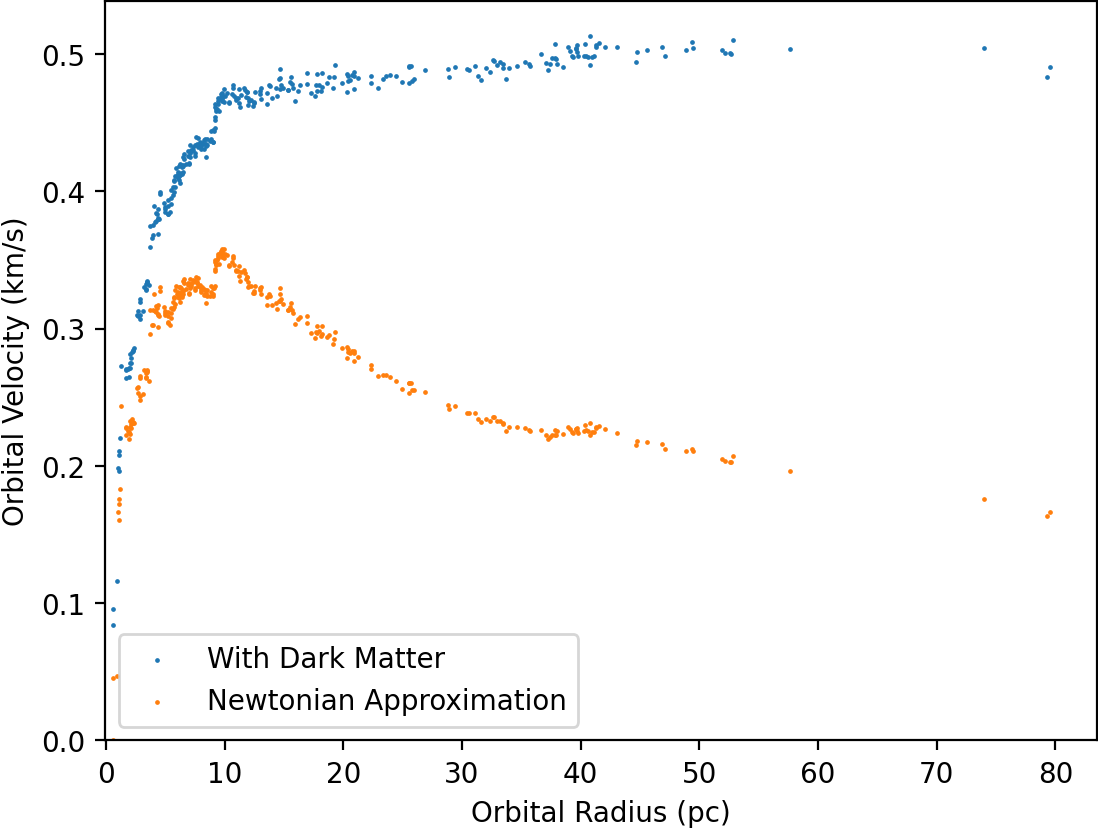 0.5
0.4
0.3
0.2
0.1
0.0
Orbital Velocity (km/s)
With Dark Matter
Newtonian Approximation
0 10 20 30 40 50 60 70 80
Orbital Radius (pc)